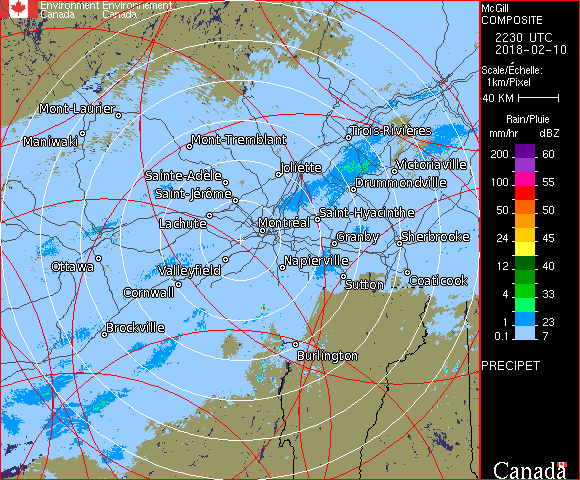 Environment Environnement
Canada Canada
McGill
COMPOSITE
2230 UTC
2018-02-10
Scale/Échelle:
1km/Pixel
40 KM
Rain/Pluie
mm/hr dBZ
200 60
100 55
50 50
24 45
12 40
4 33
1 23
0.1 7
PRECIPET
Canada
Mont-Laurier
Maniwaki
Mont-Tremblant
Trois-Rivières
Sainte-Adèle
Joliette
Victoriaville
Saint-Jérôme
Drummondville
Lachute
Saint-Hyacinthe
Montréal
Granby
Sherbrooke
Ottawa
Valleyfield
Napierville
Cornwall
Sutton
Coaticook
Brockville
Burlington